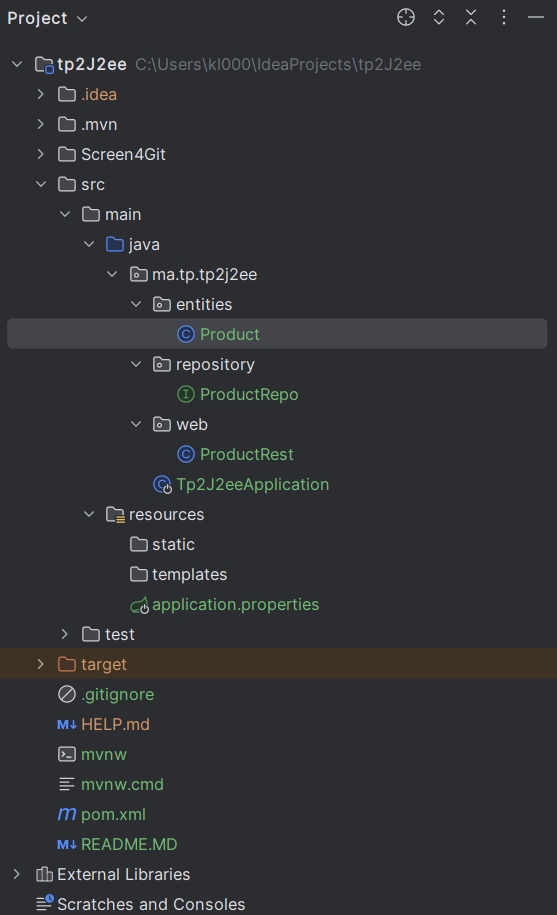 Project
tp2J2ee C:\Users\kl000\IdeaProjects\tp2J2ee
.idea
.mvn
Screen4Git
src
main
java
ma.tp.tp2j2ee
entities
C Product
repository
I ProductRepo
web
C ProductRest
C Tp2J2eeApplication
resources
static
templates
application.properties
test
target
.gitignore
M↓ HELP.md
mvnw
mvnw.cmd
m pom.xml
M↓ README.MD
External Libraries
Scratches and Consoles